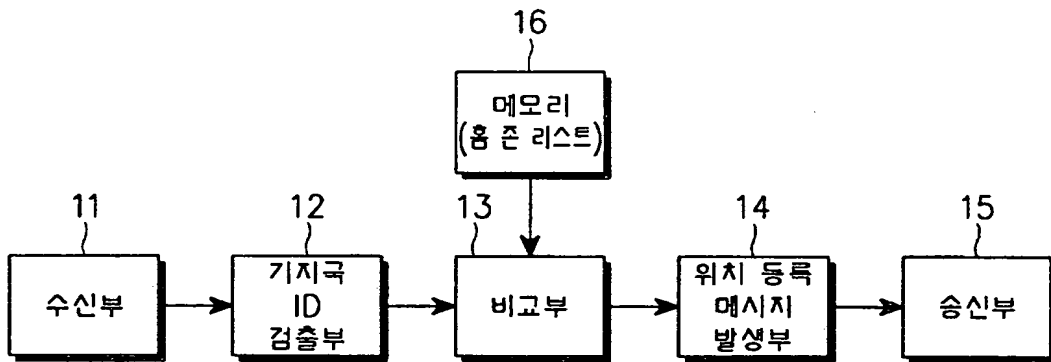 16
메모리
(홈 존 리스트)
11
12
13
14
15
수신부
기지국
ID
검출부
비교부
위치 등록
메시지
발생부
송신부